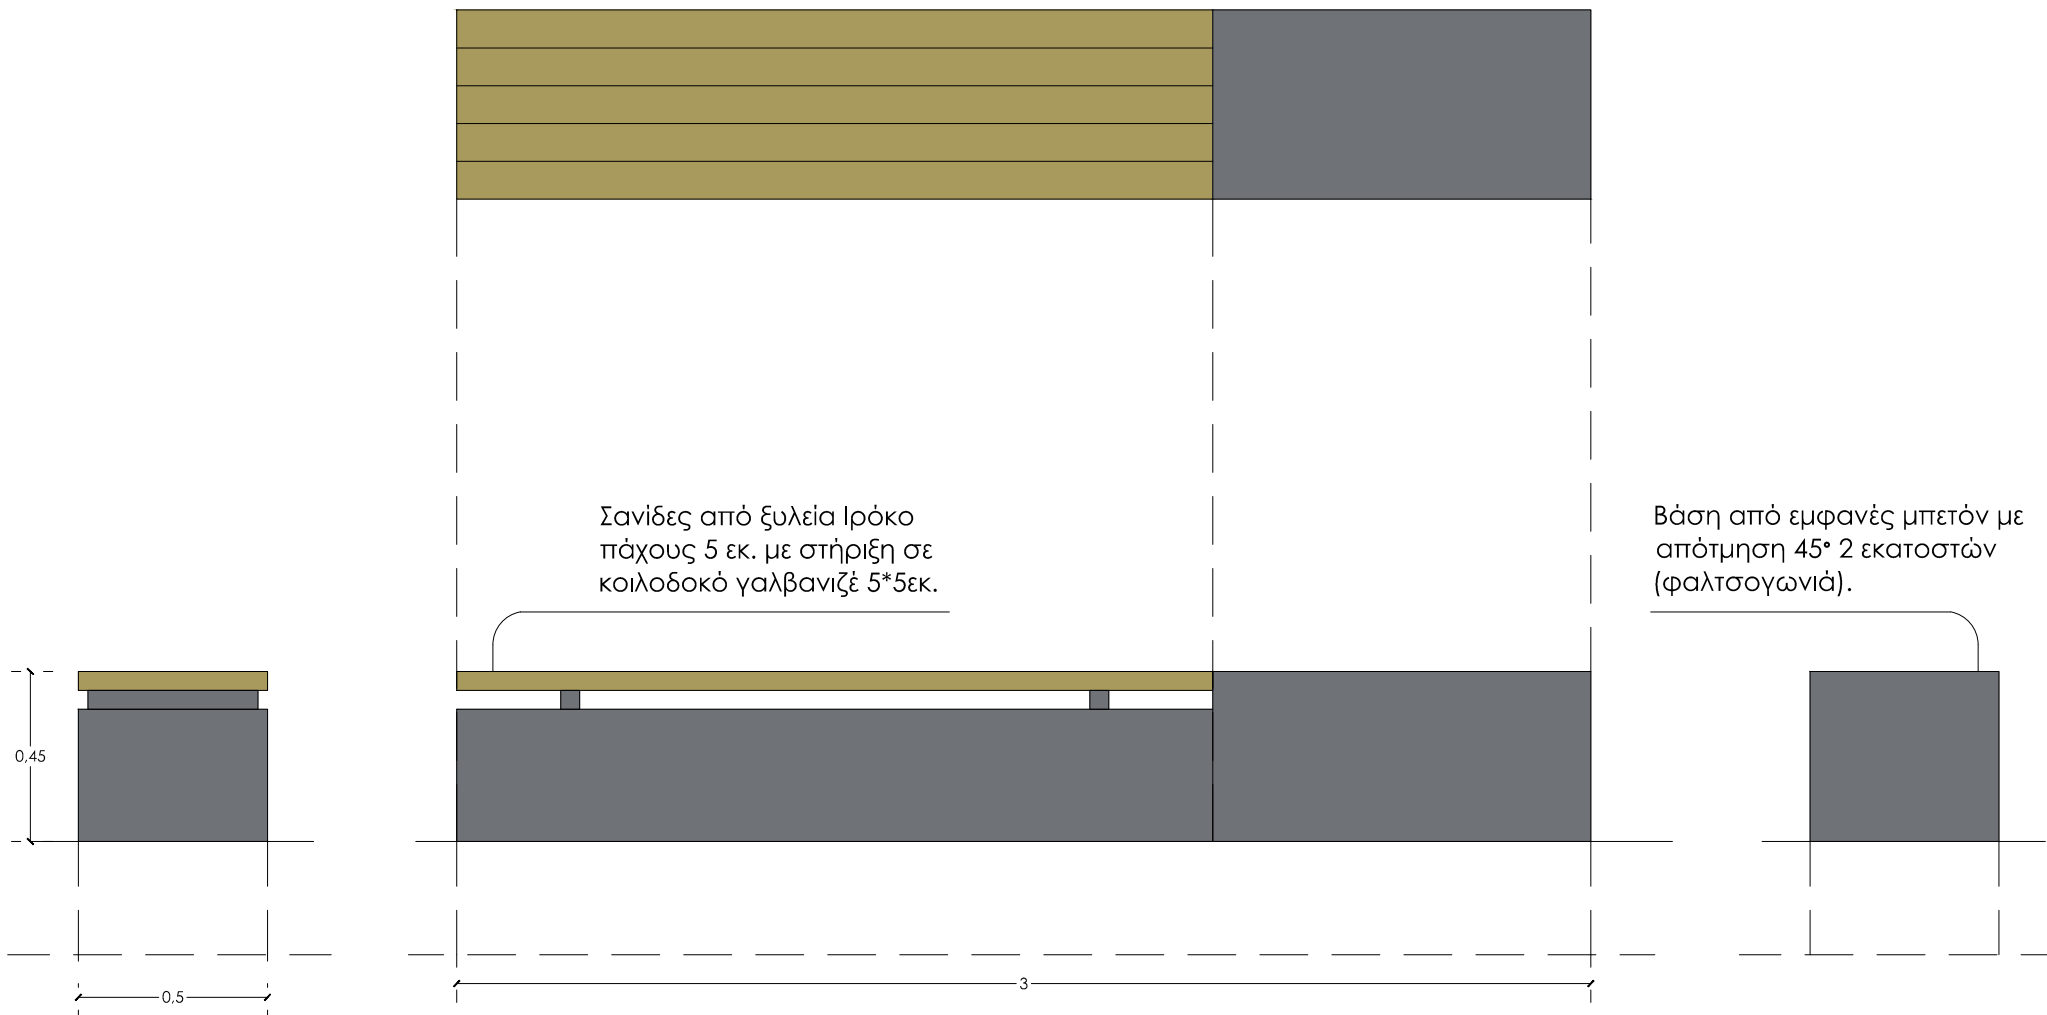 Σανίδες από ξυλεία Ιρόκο
πάχους 5 εκ. με στήριξη σε
κοιλοδοκό γαλβανιζέ 5*5εκ.
Βάση από εμφανές μπετόν με
απότμηση 45° 2 εκατοστών
(φαλτσογωνιά).
0,45
0,5
3